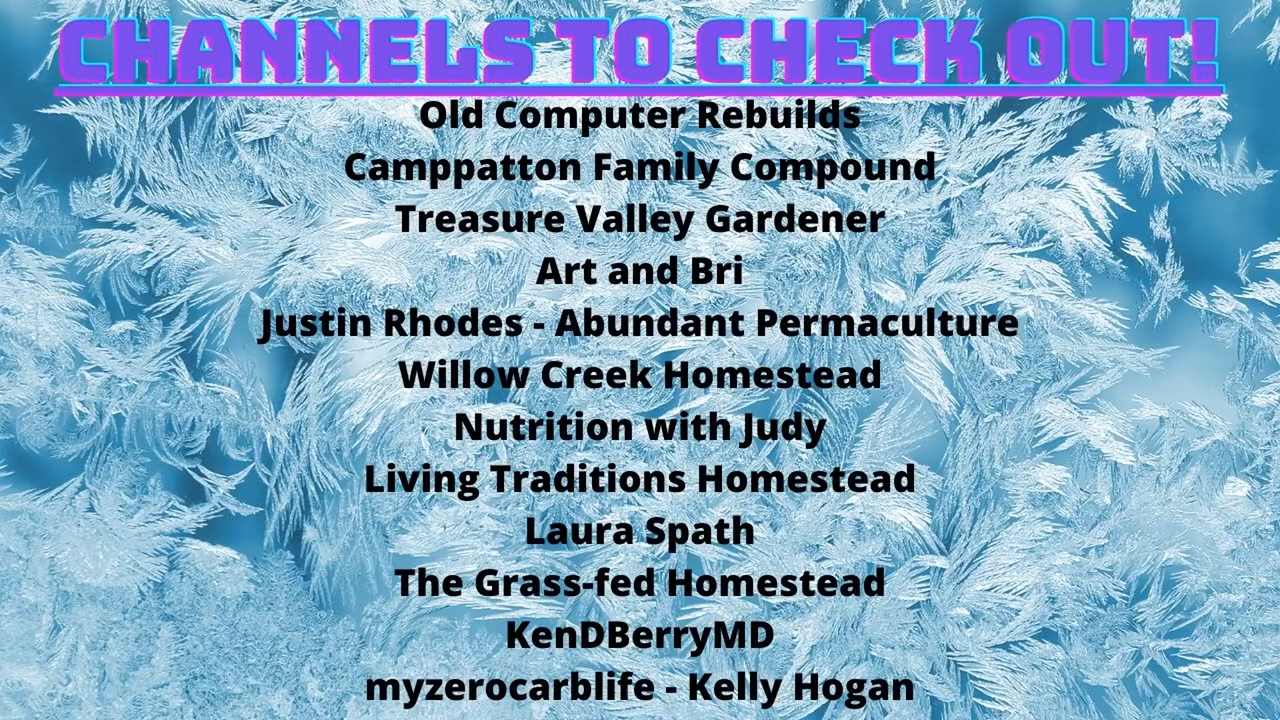 CHANNELS TO CHECK OUT!
Old Computer Rebuilds
Camppatton Family Compound
Treasure Valley Gardener
Art and Bri
Justin Rhodes - Abundant Permaculture
Willow Creek Homestead
Nutrition with Judy
Living Traditions Homestead
Laura Spath
The Grass-fed Homestead
KenDBerryMD
myzerocarblife - Kelly Hogan